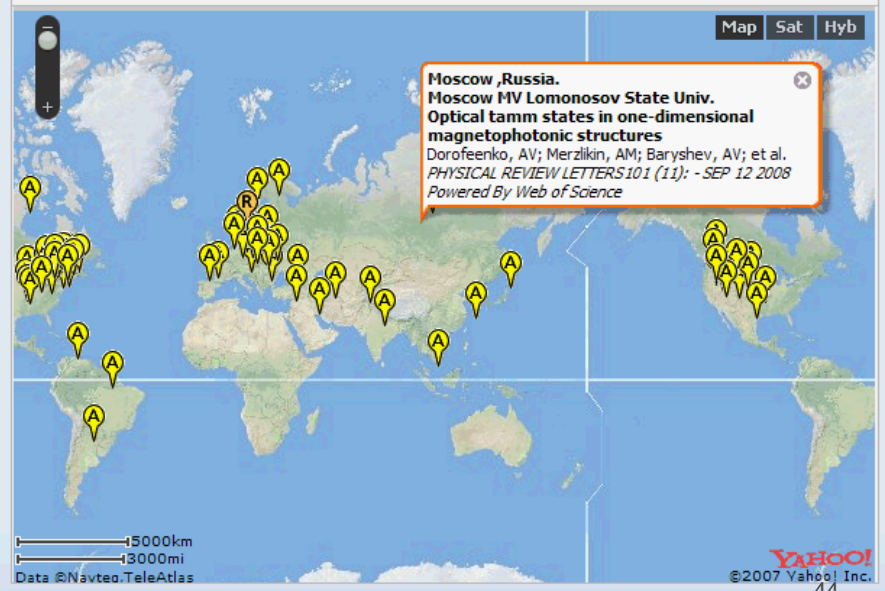 Map Sat Hyb
Moscow ,Russia.
Moscow MV Lomonosov State Univ.
Optical tamm states in one-dimensional
magnetophotonic structures
Dorofeenko, AV; Merzlikin, AM; Baryshev, AV; et al.
PHYSICAL REVIEW LETTERS101 (11): - SEP 12 2008
Powered By Web of Science
R
A
5000km
3000mi
Data ©Navteq,TeleAtlas
YAHOO!
©2007 Yahoo! Inc.
44